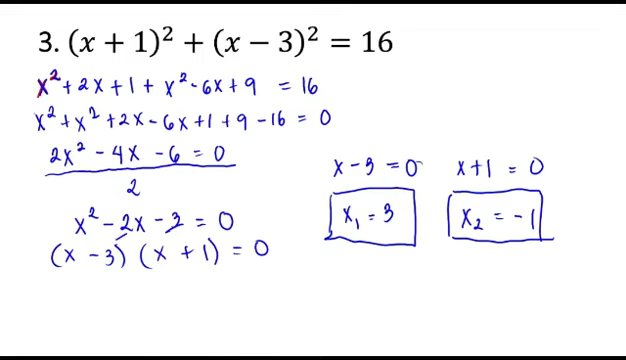 3. (x + 1)² + (x − 3)² = 16
x² + 2x + 1 + x² - 6x + 9 = 16
x² + x² + 2x - 6x + 1 + 9 - 16 = 0
2x² - 4x - 6 = 0
2
x² - 2x - 3 = 0
(x - 3) (x + 1) = 0
x - 3 = 0
x₁ = 3
x + 1 = 0
x₂ = -1